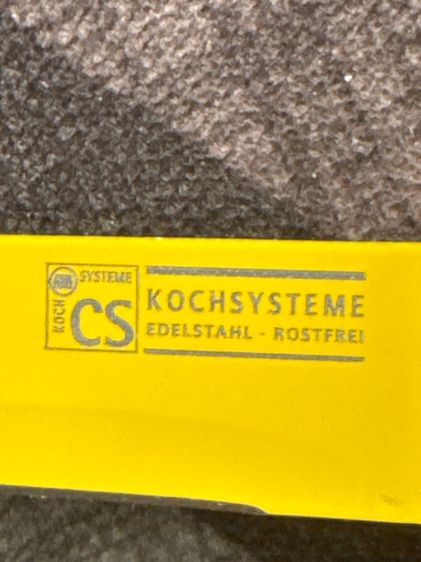 SYSTEME
KOCH
CS
KOCHSYSTEME
EDELSTAHL - ROSTFREI